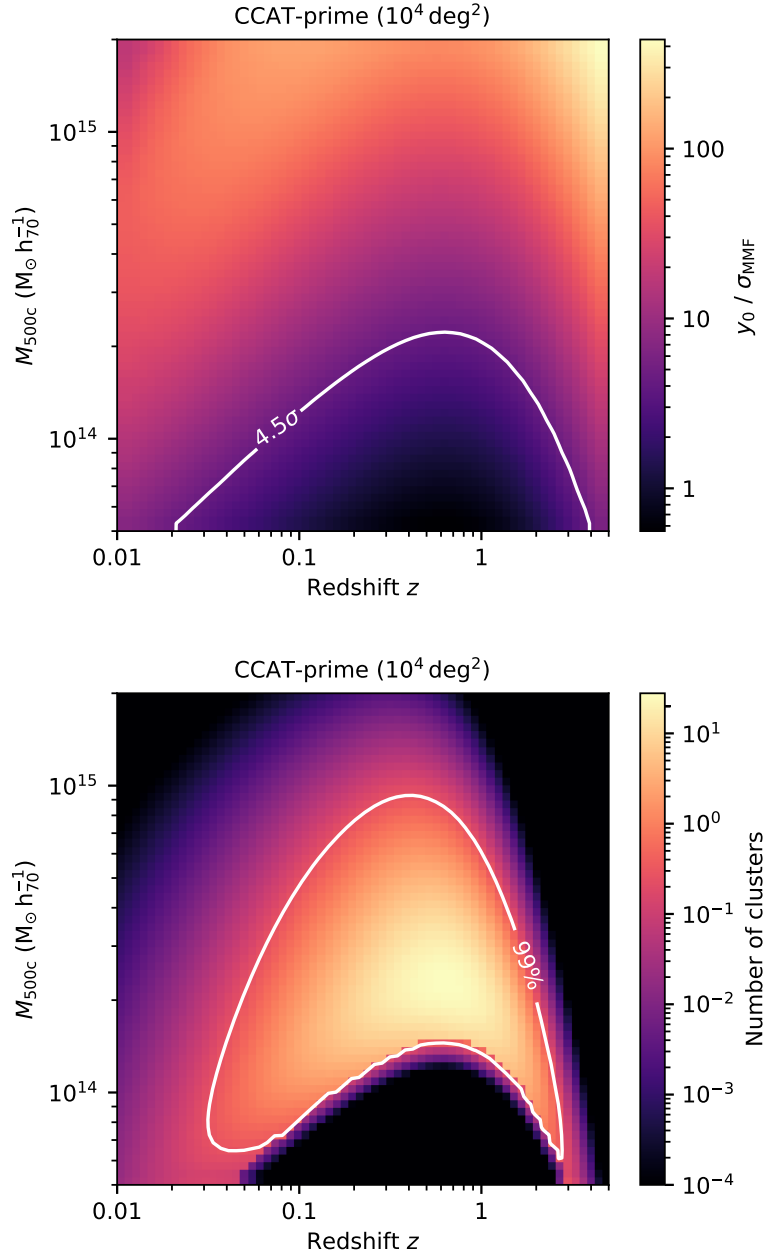 CCAT-prime (10⁴ deg²)
10¹⁵
10¹⁴
M₅₀₀c (M⊙ h₇₀⁻¹)
4.5σ
0.01
0.1
1
Redshift z
100
10
1
y₀ / σMMF
CCAT-prime (10⁴ deg²)
10¹⁵
10¹⁴
M₅₀₀c (M⊙ h₇₀⁻¹)
99%
0.01
0.1
1
Redshift z
10¹
10⁰
10⁻¹
10⁻²
10⁻³
10⁻⁴
Number of clusters